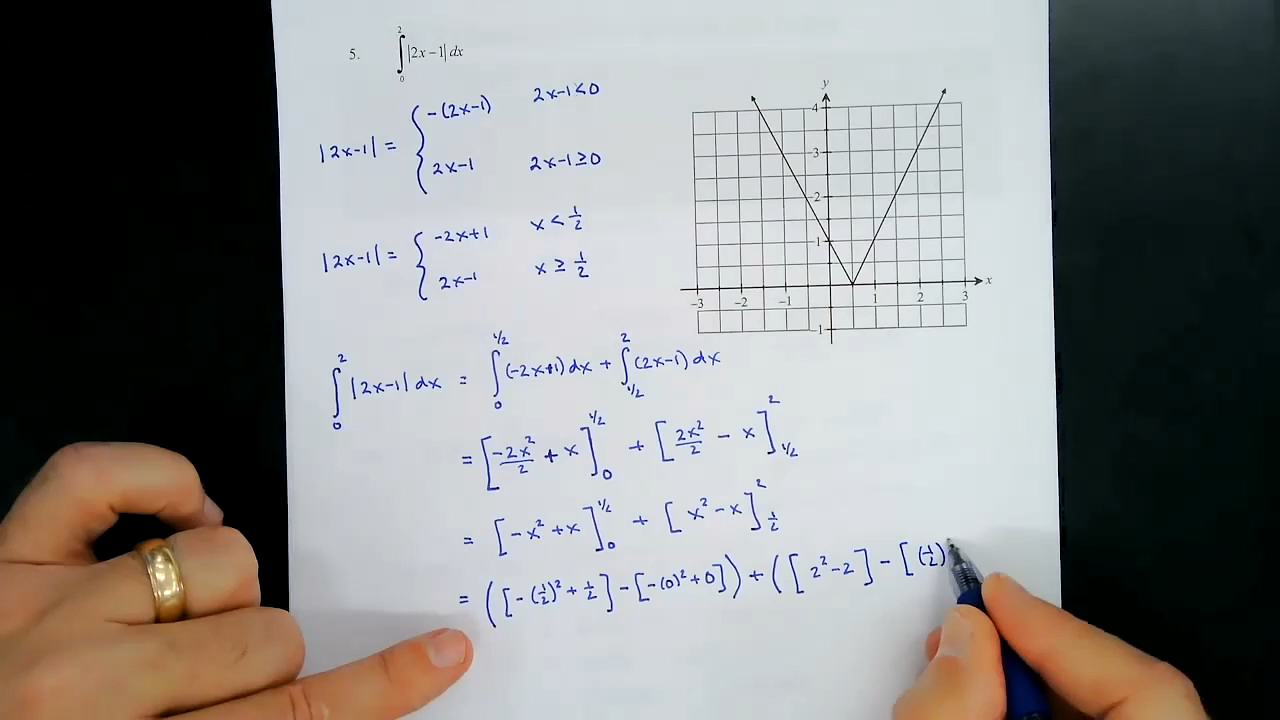 5. ∫₀² |2x − 1| dx
|2x-1| = { -(2x-1)   2x-1<0
2x-1   2x-1≥0
|2x-1| = { -2x+1   x < 1/2
2x-1   x ≥ 1/2
∫₀² |2x-1| dx = ∫₀^(1/2) (-2x+1) dx + ∫_(1/2)^2 (2x-1) dx
= [-2x²/2 + x]₀^(1/2) + [2x²/2 - x]_(1/2)^2
= [-x² + x]₀^(1/2) + [x² - x]_(1/2)^2
= ([-(1/2)² + 1/2] - [-(0)² + 0]) + ([2² - 2] - [(1/2)
y
4
3
2
1
-3 -2 -1 1 2 3 x
-1